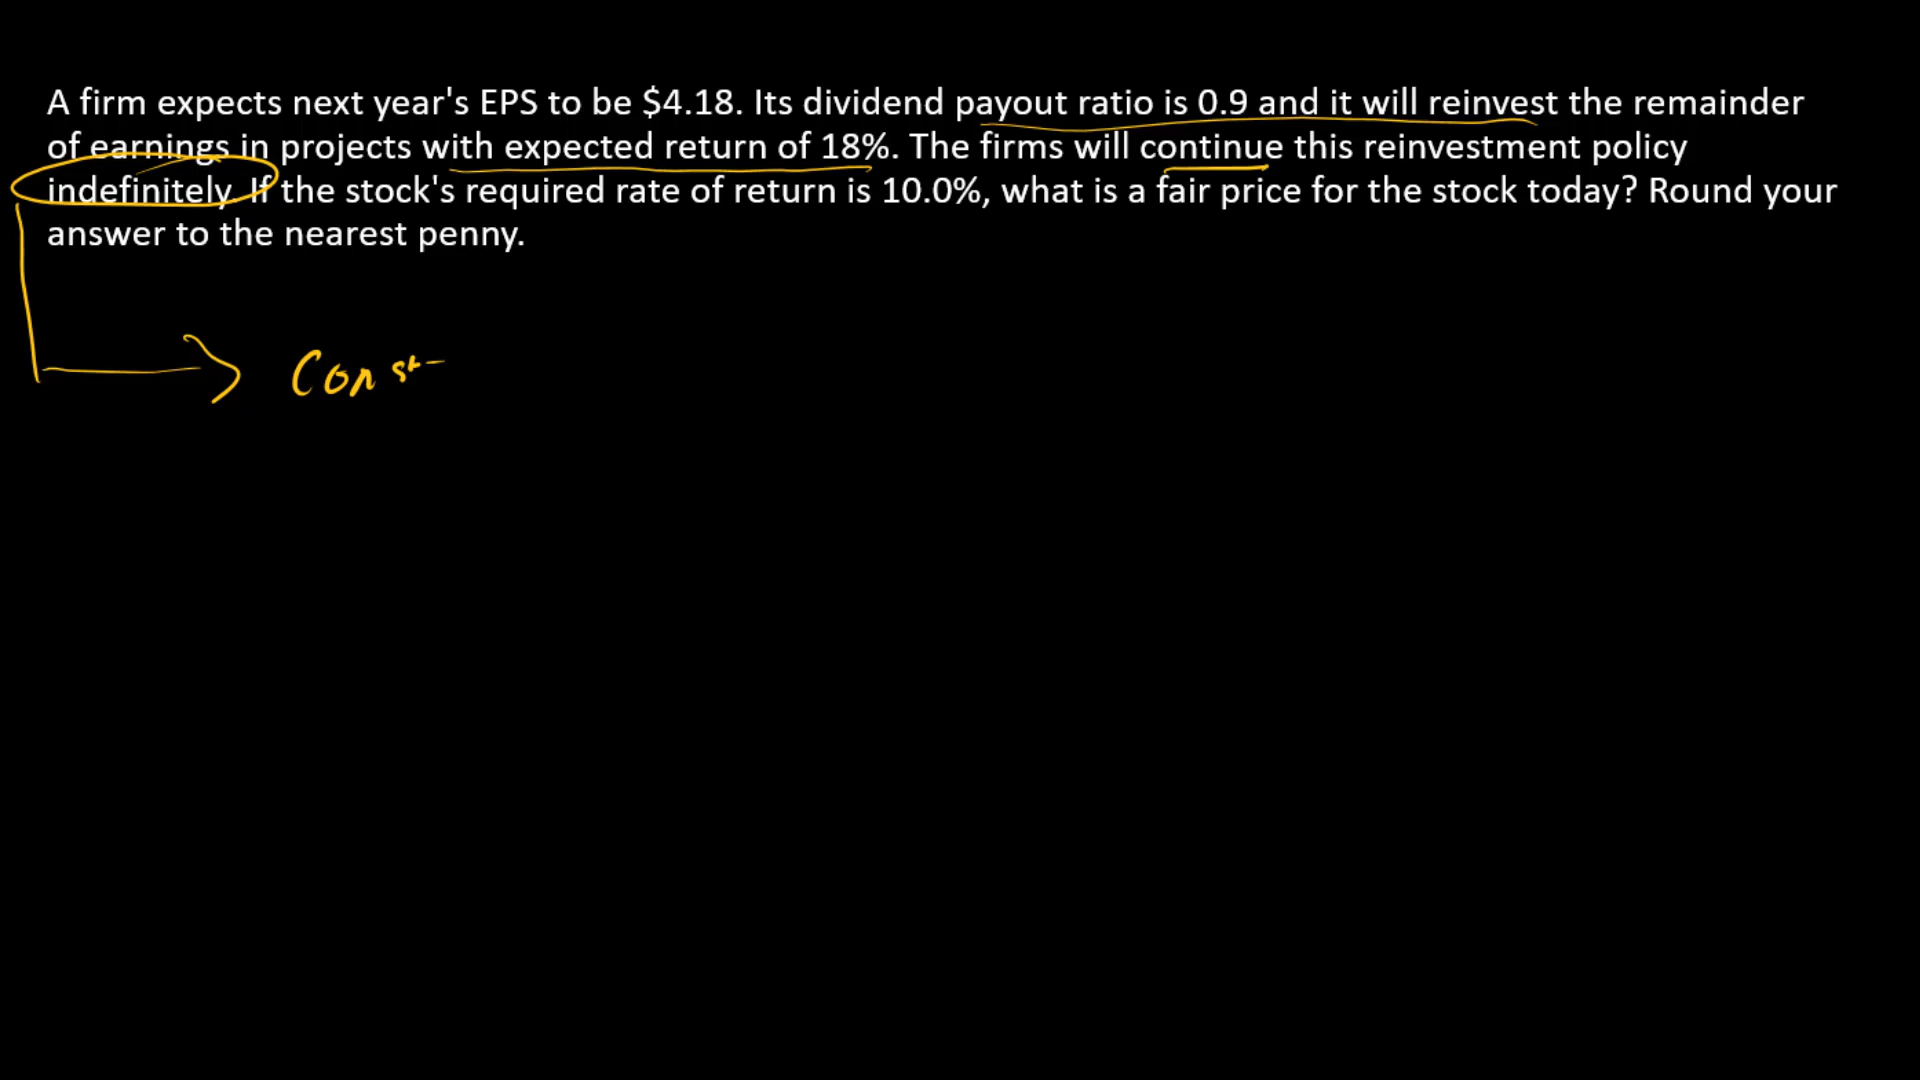 A firm expects next year's EPS to be $4.18. Its dividend payout ratio is 0.9 and it will reinvest the remainder
of earnings in projects with expected return of 18%. The firms will continue this reinvestment policy
indefinitely. If the stock's required rate of return is 10.0%, what is a fair price for the stock today? Round your
answer to the nearest penny.
Const